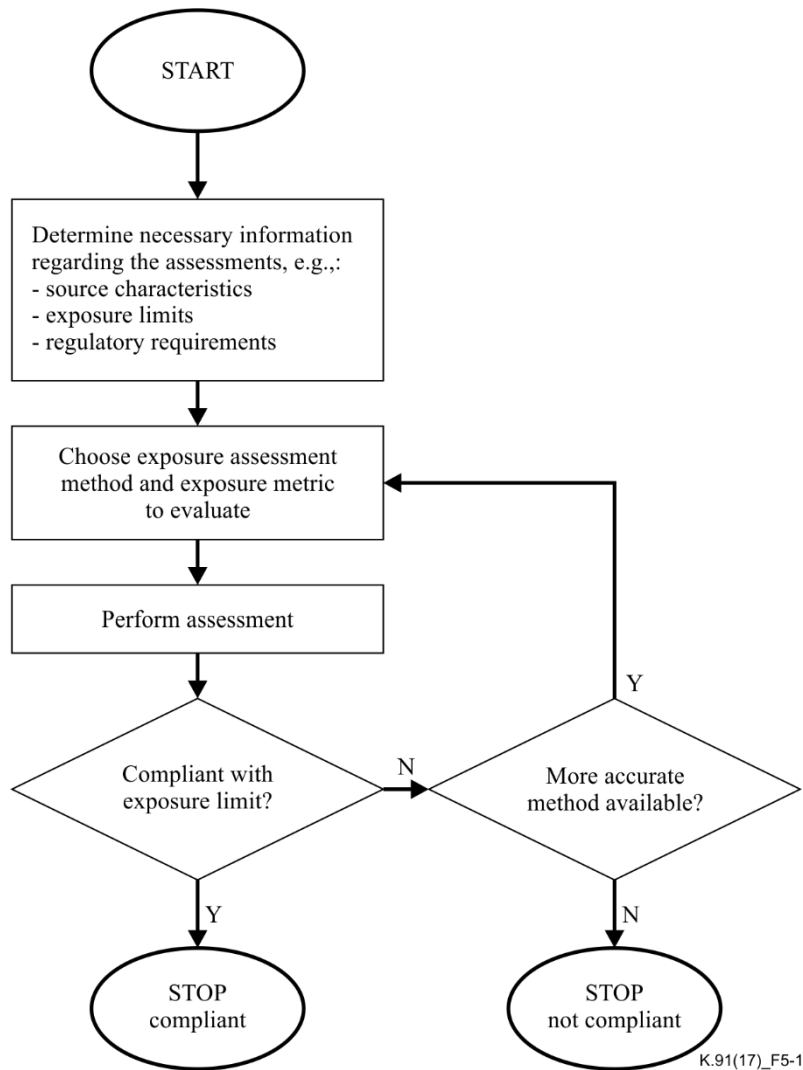 START
Determine necessary information
regarding the assessments, e.g.,:
- source characteristics
- exposure limits
- regulatory requirements
Choose exposure assessment
method and exposure metric
to evaluate
Perform assessment
Compliant with
exposure limit?
N
More accurate
method available?
Y
Y
N
STOP
compliant
STOP
not compliant
K.91(17)_F5-1